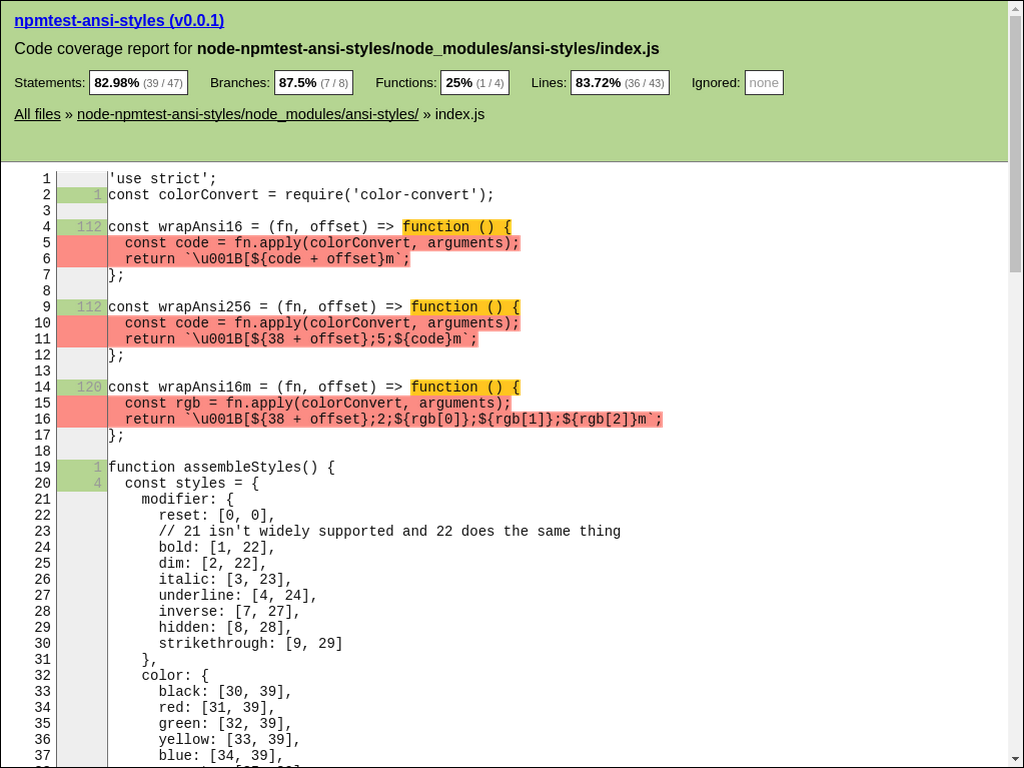 npmtest-ansi-styles (v0.0.1)
Code coverage report for node-npmtest-ansi-styles/node_modules/ansi-styles/index.js
Statements: 82.98% (39 / 47) Branches: 87.5% (7 / 8) Functions: 25% (1 / 4) Lines: 83.72% (36 / 43) Ignored: none
All files » node-npmtest-ansi-styles/node_modules/ansi-styles/ » index.js
1 'use strict';
2 1 const colorConvert = require('color-convert');
3
4 112 const wrapAnsi16 = (fn, offset) => function () {
5 const code = fn.apply(colorConvert, arguments);
6 return `\u001B[${code + offset}m`;
7 };
8
9 112 const wrapAnsi256 = (fn, offset) => function () {
10 const code = fn.apply(colorConvert, arguments);
11 return `\u001B[${38 + offset};5;${code}m`;
12 };
13
14 120 const wrapAnsi16m = (fn, offset) => function () {
15 const rgb = fn.apply(colorConvert, arguments);
16 return `\u001B[${38 + offset};2;${rgb[0]};${rgb[1]};${rgb[2]}m`;
17 };
18
19 1 function assembleStyles() {
20 4 const styles = {
21 modifier: {
22 reset: [0, 0],
23 // 21 isn't widely supported and 22 does the same thing
24 bold: [1, 22],
25 dim: [2, 22],
26 italic: [3, 23],
27 underline: [4, 24],
28 inverse: [7, 27],
29 hidden: [8, 28],
30 strikethrough: [9, 29]
31 },
32 color: {
33 black: [30, 39],
34 red: [31, 39],
35 green: [32, 39],
36 yellow: [33, 39],
37 blue: [34, 39],